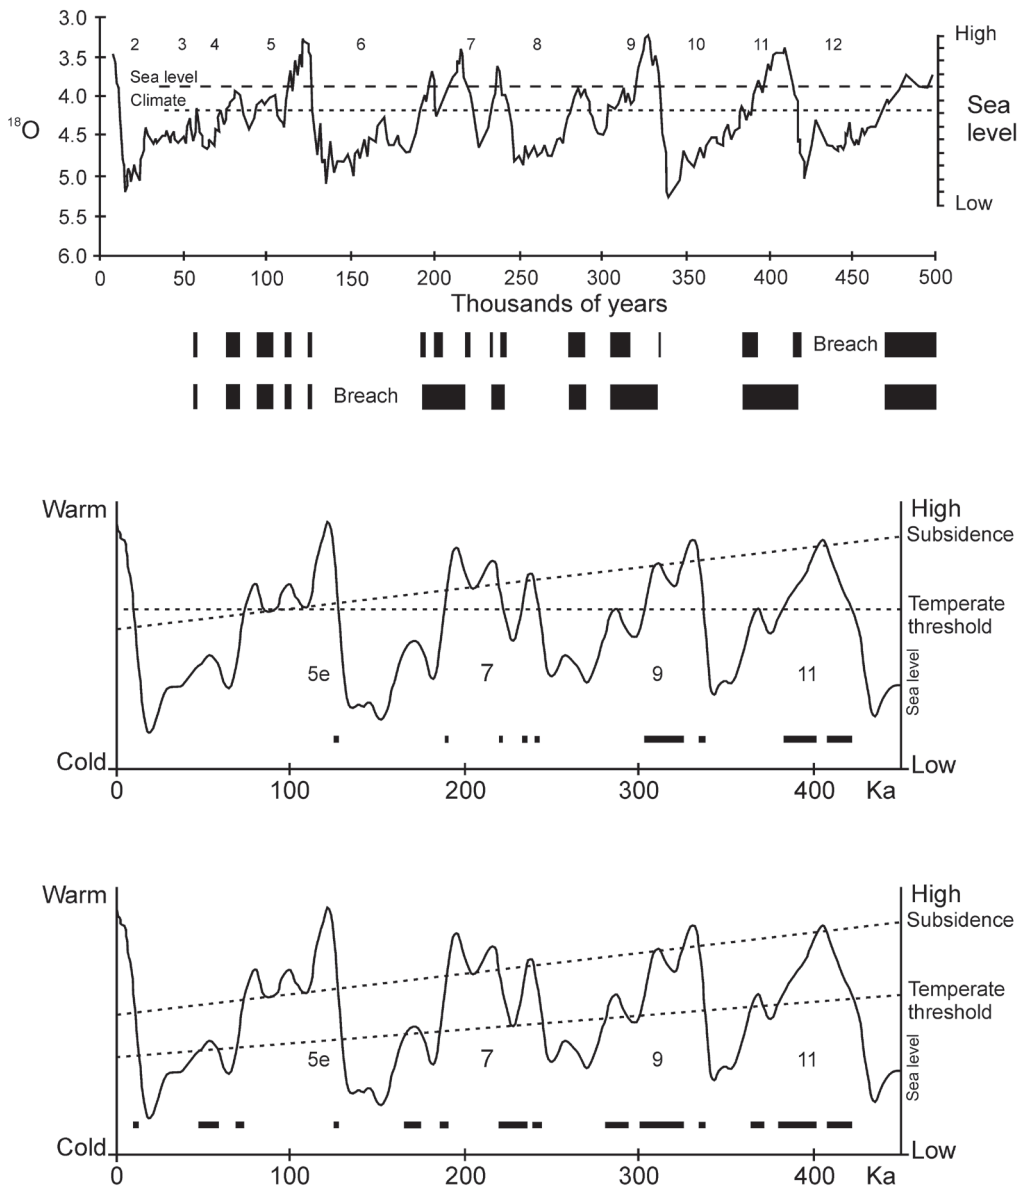 3.0
2 3 4 5 6 7 8 9 10 11 12
High
3.5
Sea level
4.0
Climate
Sea
level
18O
4.5
5.0
Low
5.5
6.0
0 50 100 150 200 250 300 350 400 450 500
Thousands of years
Breach
Breach
Warm
High
Subsidence
Temperate
threshold
5e 7 9 11
Sea level
Cold
Low
0 100 200 300 400 Ka
Warm
High
Subsidence
Temperate
threshold
5e 7 9 11
Sea level
Cold
Low
0 100 200 300 400 Ka